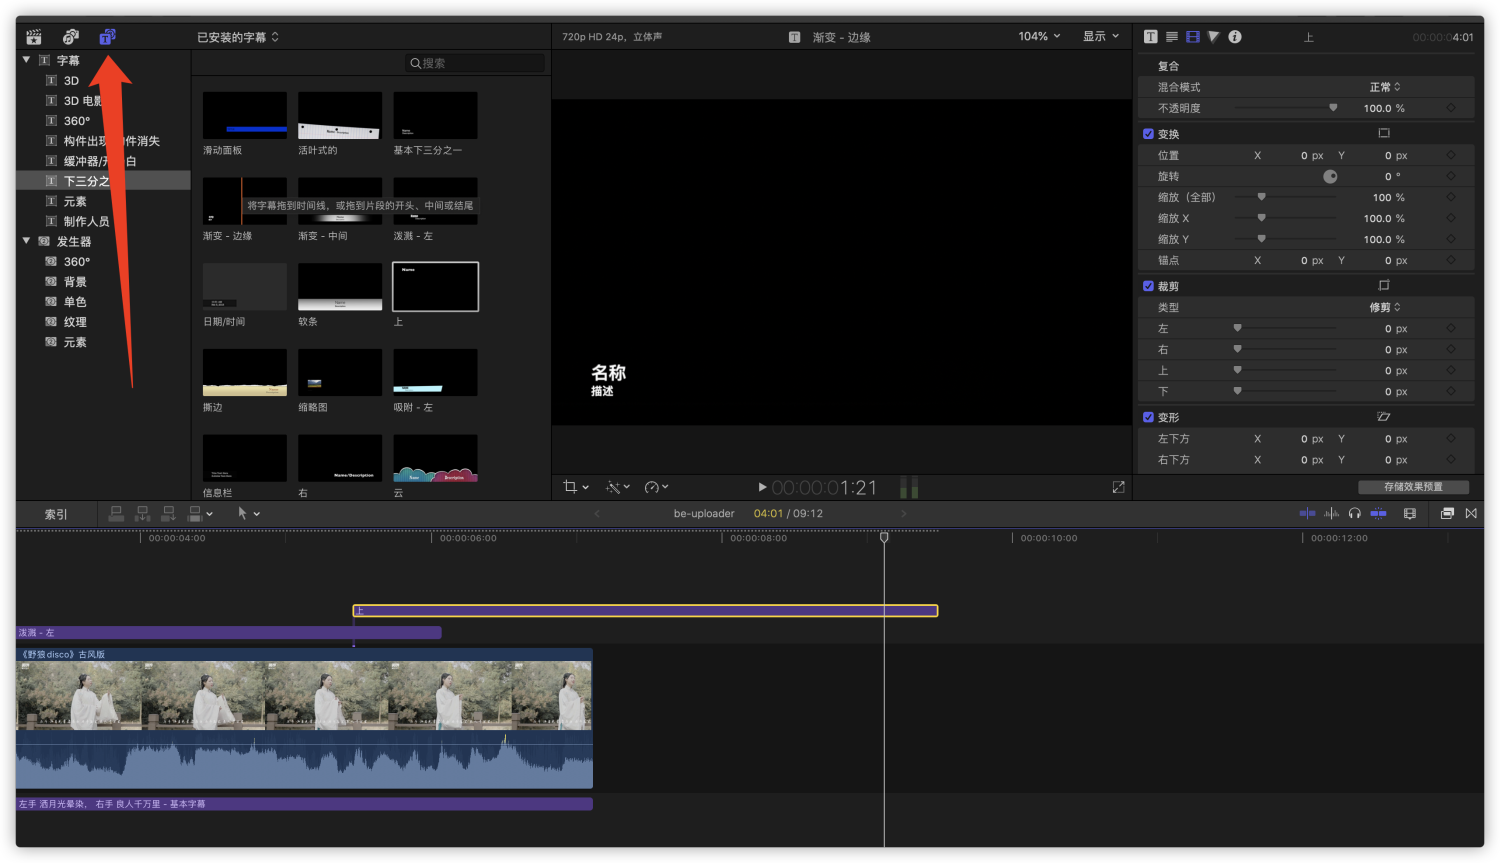 已安装的字幕
720p HD 24p，立体声
渐变 - 边缘
104%
显示
上
00:00:04:01
字幕
3D
3D 电影
360°
缓冲器/开
下三分之
元素
制作人员
发生器
360°
背景
单色
纹理
元素
搜索
滑动面板
活叶式的
基本下三分之一
将字幕拖到时间线，或拖到片段的开头、中间或结尾
渐变 - 边缘
渐变 - 中间
泼溅 - 左
Name
日期/时间
软条
上
撕边
缩略图
吸附 - 左
Name/Description
信息栏
右
云
名称
描述
00:00:01:21
复合
混合模式
正常
不透明度
100.0 %
变换
位置 X 0 px Y 0 px
旋转 0 °
缩放（全部） 100 %
缩放 X 100.0 %
缩放 Y 100.0 %
锚点 X 0 px Y 0 px
裁剪
类型 修剪
左 0 px
右 0 px
上 0 px
下 0 px
变形
左下方 X 0 px Y 0 px
右下方 X 0 px Y 0 px
存储效果预置
索引
be-uploader 04:01 / 09:12
00:00:04:00
00:00:06:00
00:00:08:00
00:00:10:00
00:00:12:00
上
泼溅 - 左
《野狼disco》古风版
左手 洒月光晕染， 右手 良人千万里 - 基本字幕